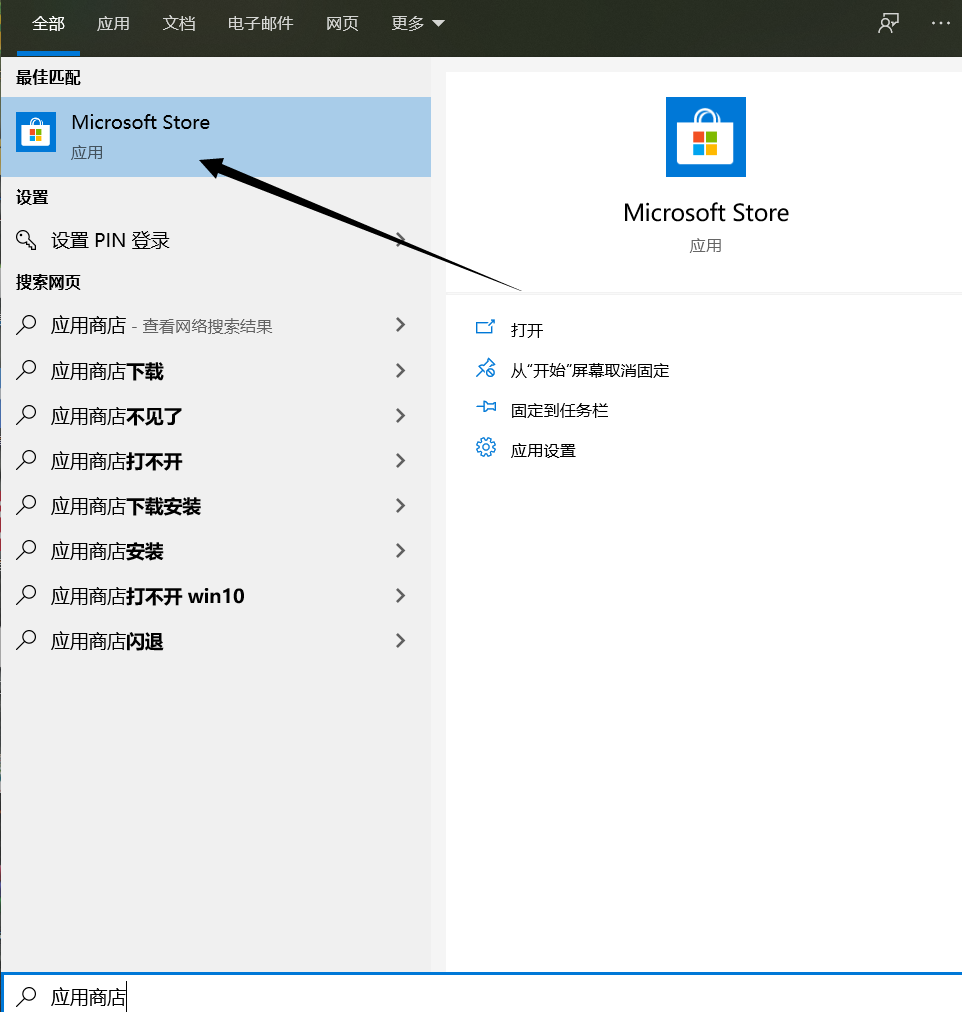 全部 应用 文档 电子邮件 网页 更多
最佳匹配
Microsoft Store
应用
设置
设置 PIN 登录
搜索网页
应用商店 - 查看网络搜索结果
应用商店下载
应用商店不见了
应用商店打不开
应用商店下载安装
应用商店安装
应用商店打不开 win10
应用商店闪退
Microsoft Store
应用
打开
从“开始”屏幕取消固定
固定到任务栏
应用设置
应用商店